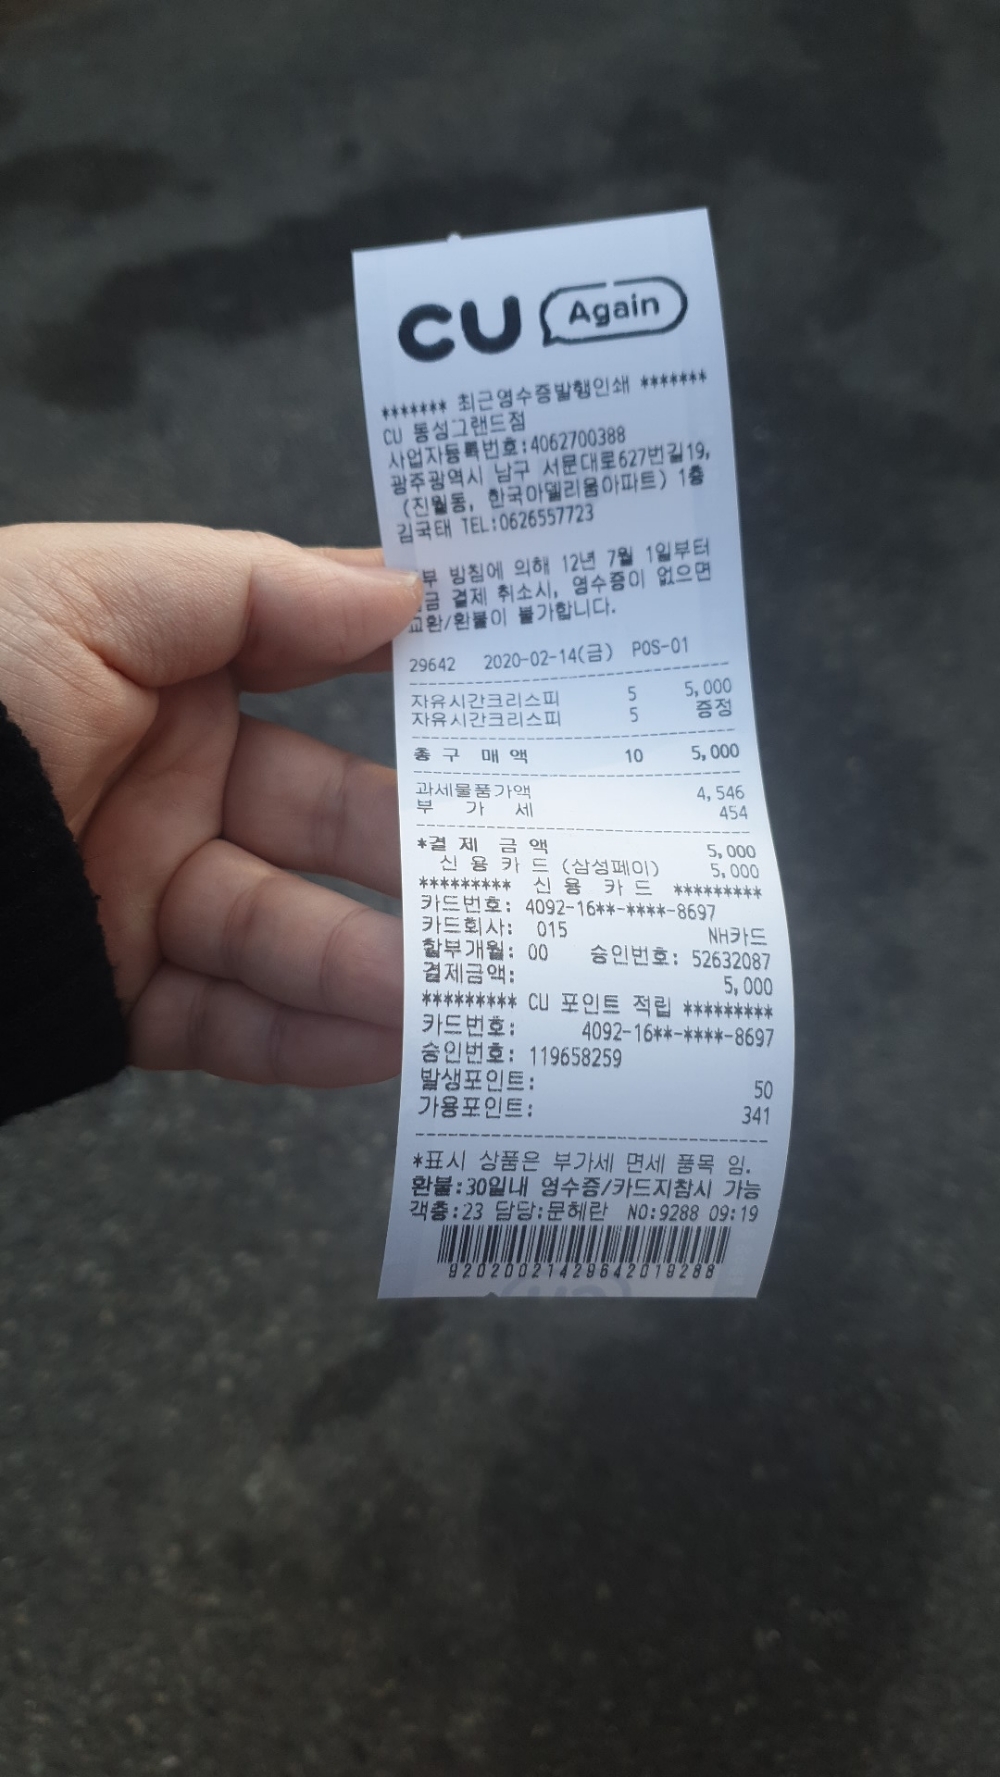 CU Again
******* 최근영수증발행인쇄 *******
CU 동성그랜드점
사업자등록번호:4062700388
광주광역시 남구 서문대로627번길19,
(진월동, 한국아델리움아파트) 1층
김국태 TEL:0626557723
부 방침에 의해 12년 7월 1일부터
금 결제 취소시, 영수증이 없으면
교환/환불이 불가합니다.
29642 2020-02-14(금) POS-01
자유시간크리스피 5 5,000
자유시간크리스피 5 증정
총 구 매 액 10 5,000
과세물품가액 4,546
부 가 세 454
*결 제 금 액 5,000
신 용 카 드 (삼성페이) 5,000
********* 신 용 카 드 *********
카드번호: 4092-16**-****-8697
카드회사: 015 NH카드
할부개월: 00 승인번호: 52632087
결제금액: 5,000
********* CU 포인트 적립 *********
카드번호: 4092-16**-****-8697
승인번호: 119658259
발생포인트: 50
가용포인트: 341
*표시 상품은 부가세 면세 품목 임.
환불:30일내 영수증/카드지참시 가능
객층:23 담당:문혜란 NO:9288 09:19
92020021429642019288